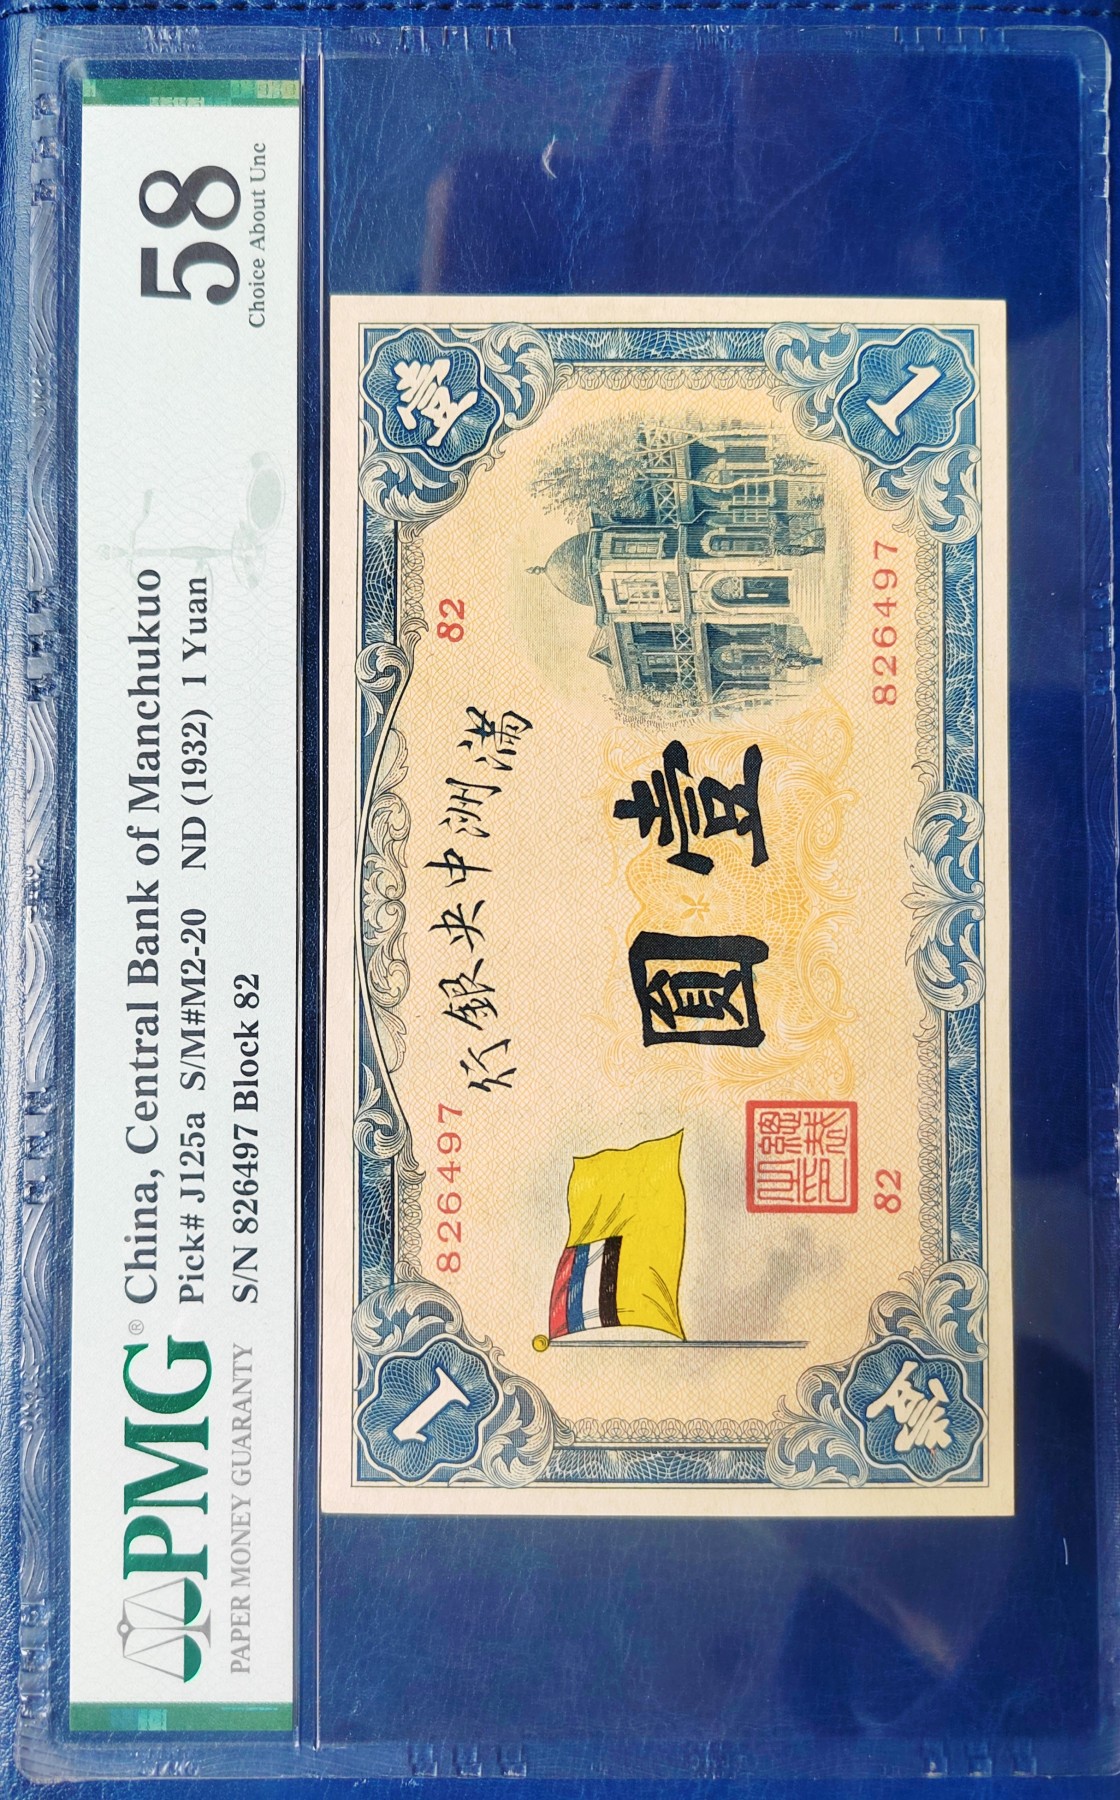 PMG®
PAPER MONEY GUARANTY
China, Central Bank of Manchukuo
Pick# J125a S/M#M2-20 ND (1932) 1 Yuan
S/N 826497 Block 82
58
Choice About Unc
1
壹
826497
82
滿洲中央銀行
壹圓
82
826497
壹
1